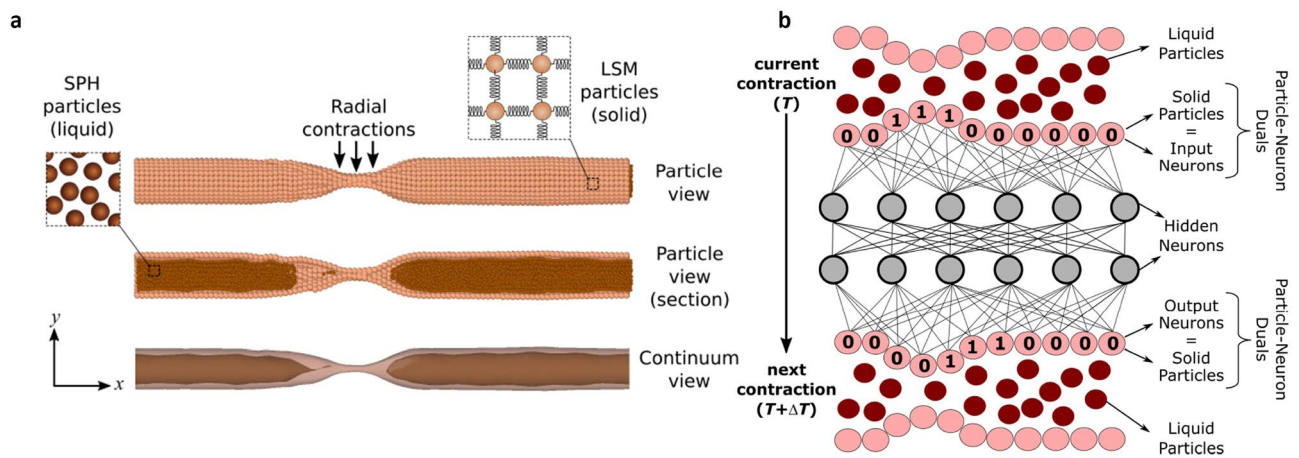 a
SPH
particles
(liquid)
Radial
contractions
LSM
particles
(solid)
Particle
view
Particle
view
(section)
Continuum
view
y
x
b
current
contraction
(T)
Liquid
Particles
Solid
Particles
=
Input
Neurons
Particle-Neuron
Duals
0 0 1 1 1 0 0 0 0 0 0 0
Hidden
Neurons
Output
Neurons
=
Solid
Particles
Particle-Neuron
Duals
0 0 0 0 1 1 1 0 0 0 0 0
next
contraction
(T+ΔT)
Liquid
Particles